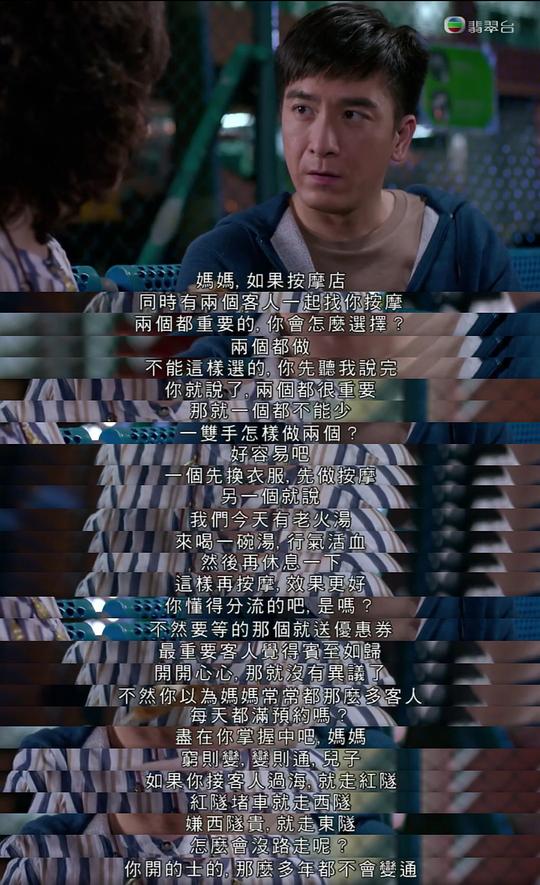 翡翠台
媽媽, 如果按摩店
同時有兩個客人一起找你按摩
兩個都重要的, 你會怎麼選擇？
兩個都做
不能這樣選的, 你先聽我說完
你就說了, 兩個都很重要
那就一個都不能少
一雙手怎樣做兩個？
好容易吧
一個先換衣服, 先做按摩
另一個就說
我們今天有老火湯
來喝一碗湯, 行氣活血
然後再休息一下
這樣再按摩, 效果更好
你懂得分流的吧, 是嗎？
不然要等的那個就送優惠券
最重要客人覺得賓至如歸
開開心心, 那就沒有異議了
不然你以為媽媽常常都那麼多客人
每天都滿預約嗎？
盡在你掌握中吧, 媽媽
窮則變, 變則通, 兒子
如果你接客人過海, 就走紅隧
紅隧堵車就走西隧
嫌西隧貴, 就走東隧
怎麼會沒路走呢？
你開的士的, 那麼多年都不會變通